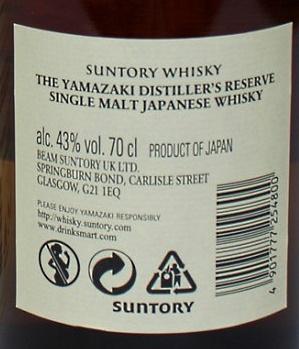 SUNTORY WHISKY
THE YAMAZAKI DISTILLER'S RESERVE
SINGLE MALT JAPANESE WHISKY
alc. 43% vol. 70 cl PRODUCT OF JAPAN
BEAM SUNTORY UK LTD.
SPRINGBURN BOND, CARLISLE STREET
GLASGOW, G21 1EQ
PLEASE ENJOY YAMAZAKI RESPONSIBLY
http://whisky.suntory.com
www.drinksmart.com
4 901777 254800
SUNTORY